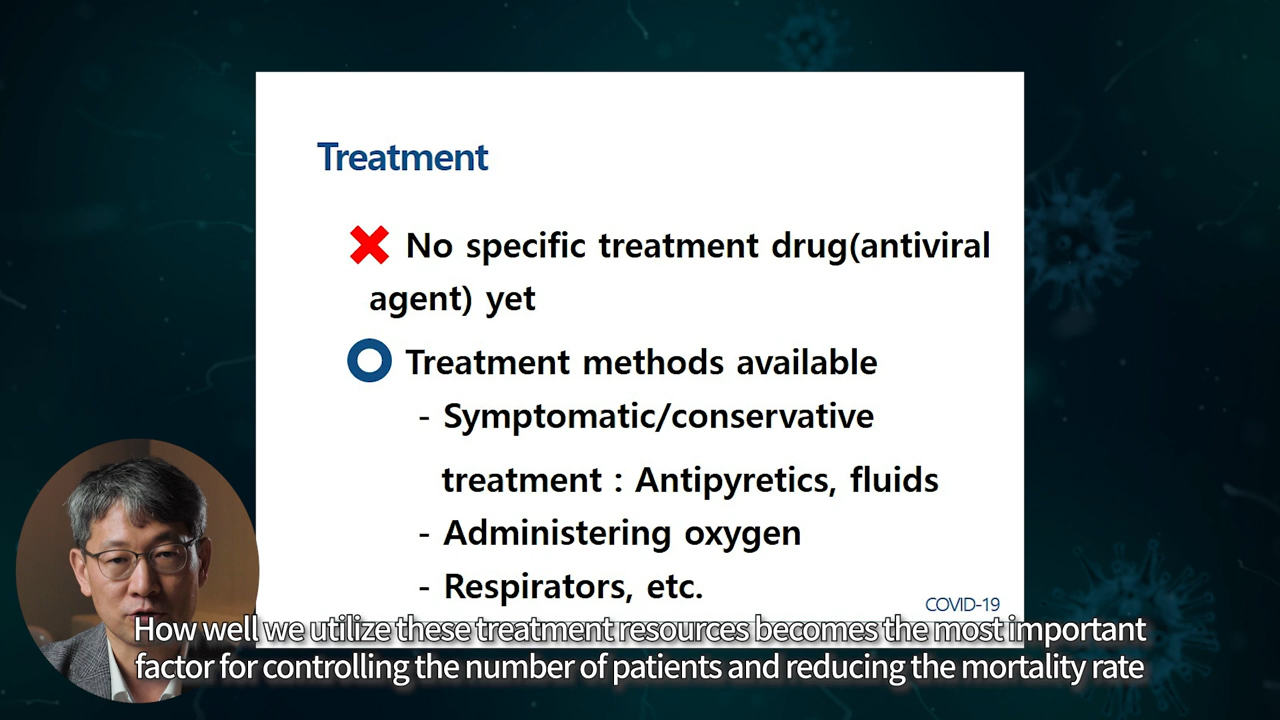 Treatment
No specific treatment drug(antiviral
agent) yet
Treatment methods available
- Symptomatic/conservative
treatment : Antipyretics, fluids
- Administering oxygen
- Respirators, etc.
COVID-19
How well we utilize these treatment resources becomes the most important
factor for controlling the number of patients and reducing the mortality rate